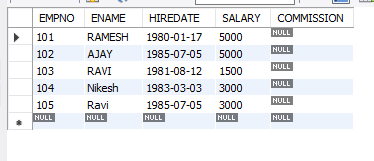 EMPNO ENAME HIREDATE SALARY COMMISSION
101 RAMESH 1980-01-17 5000 NULL
102 AJAY 1985-07-05 5000 NULL
103 RAVI 1981-08-12 1500 NULL
104 Nikesh 1983-03-03 3000 NULL
105 Ravi 1985-07-05 3000 NULL
NULL NULL NULL NULL NULL